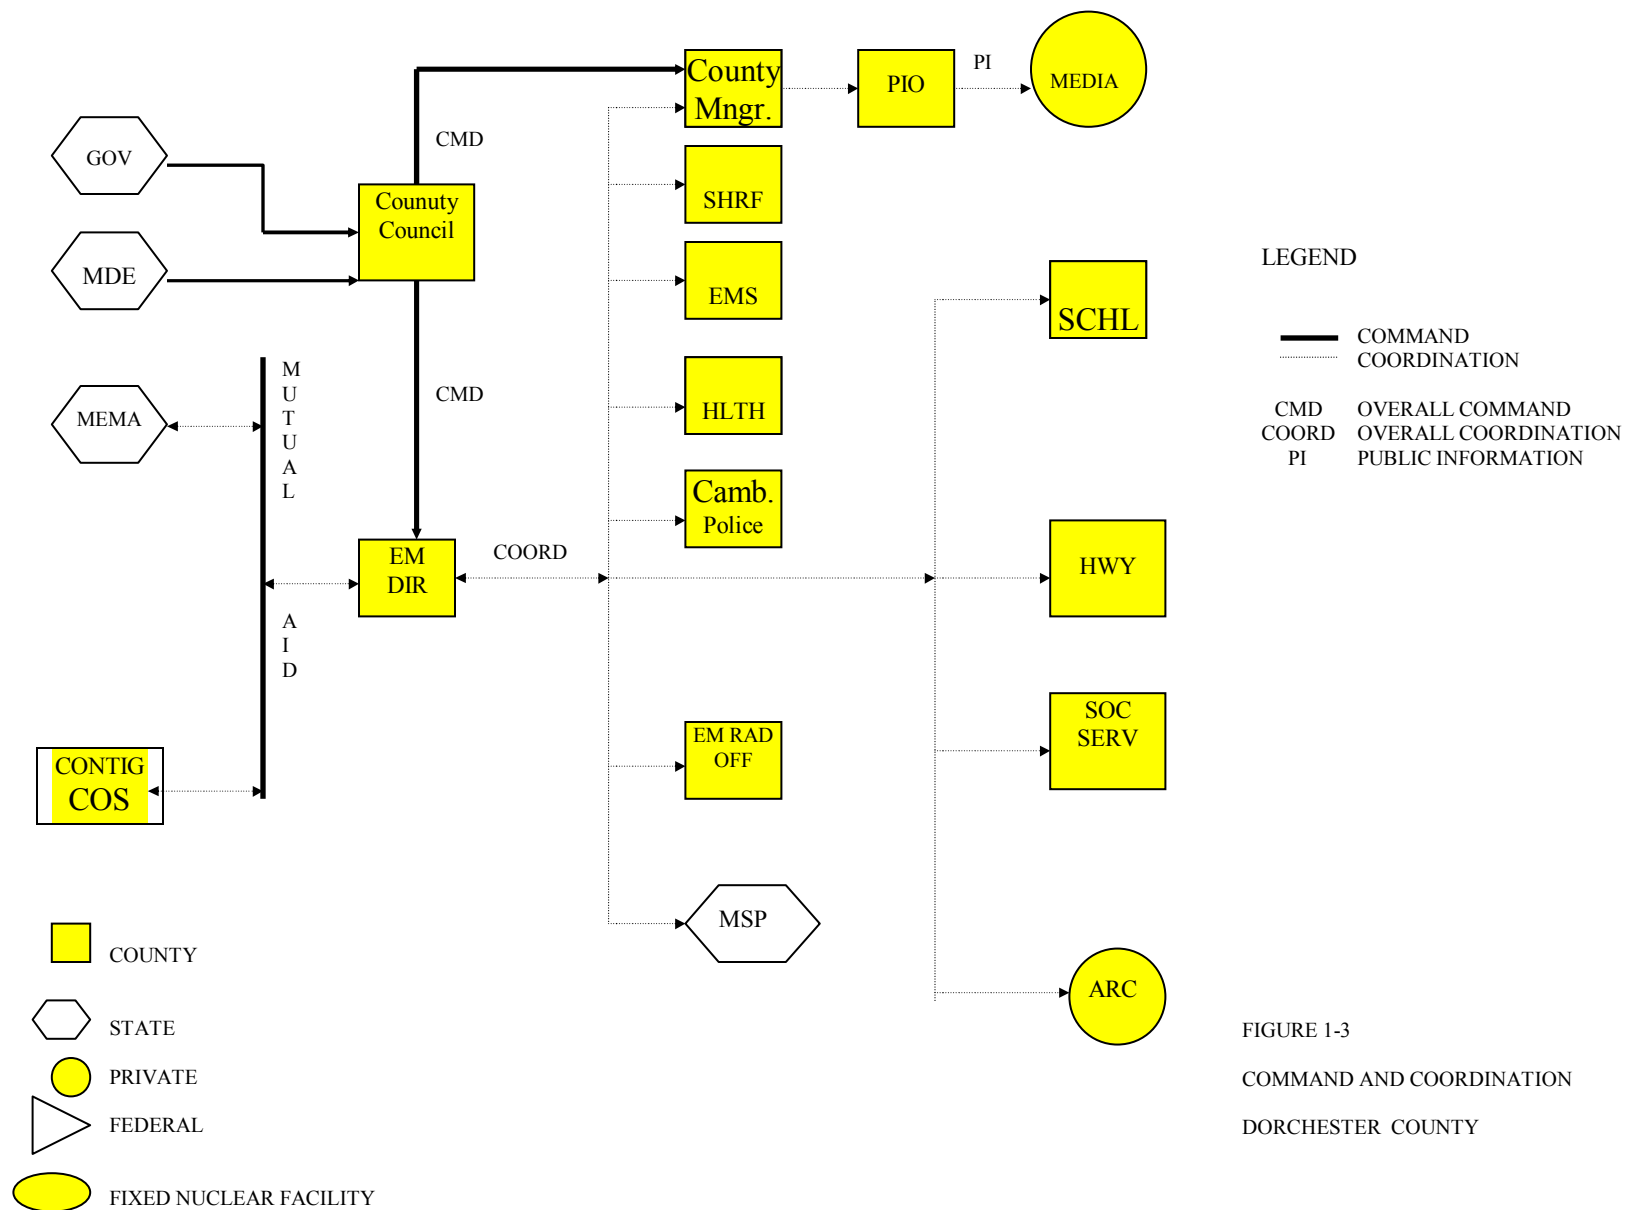 County
Mngr.
PIO
PI
MEDIA
CMD
GOV
Counuty
Council
SHRF
MDE
EMS
LEGEND
SCHL
COMMAND
COORDINATION
MUTUAL
CMD
MEMA
HLTH
CMD OVERALL COMMAND
COORD OVERALL COORDINATION
PI PUBLIC INFORMATION
Camb.
Police
EM
DIR
COORD
HWY
AID
SOC
SERV
EM RAD
OFF
CONTIG
COS
MSP
COUNTY
ARC
STATE
PRIVATE
FEDERAL
FIXED NUCLEAR FACILITY
FIGURE 1-3
COMMAND AND COORDINATION
DORCHESTER COUNTY